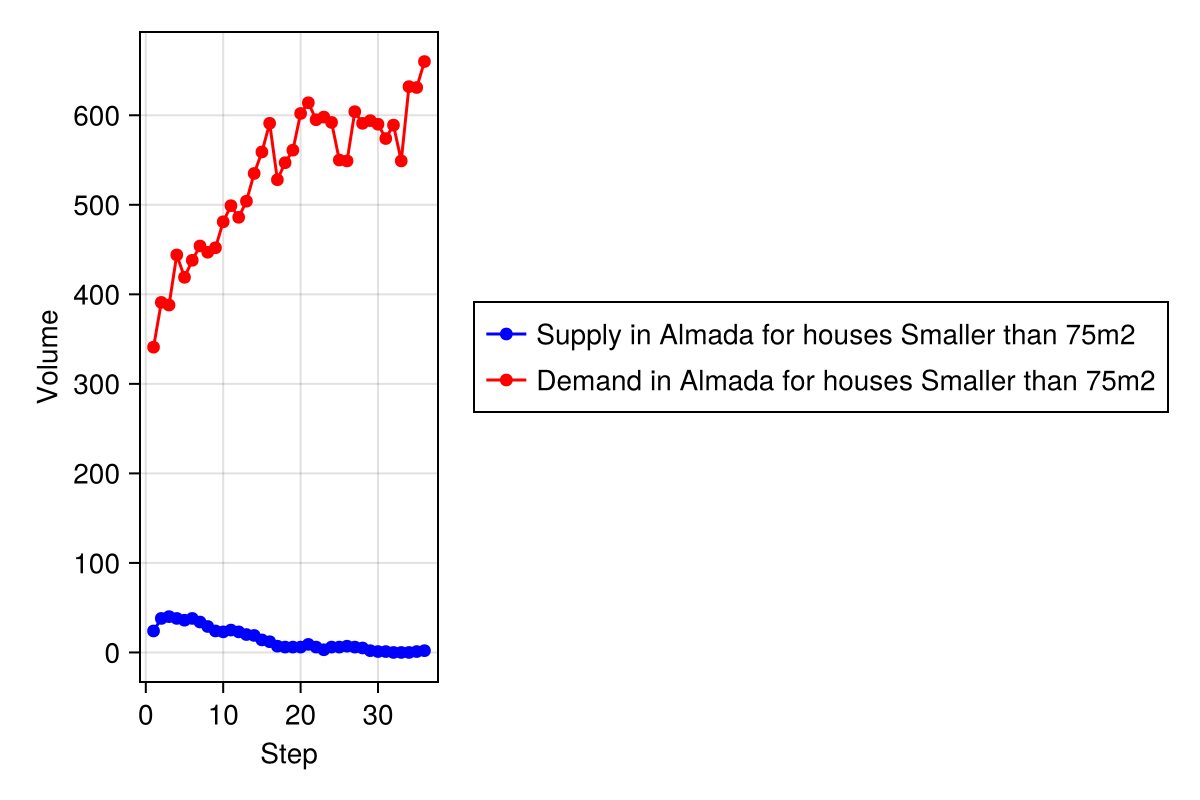 Volume
600
500
400
300
200
100
0
0 10 20 30
Step
Supply in Almada for houses Smaller than 75m2
Demand in Almada for houses Smaller than 75m2